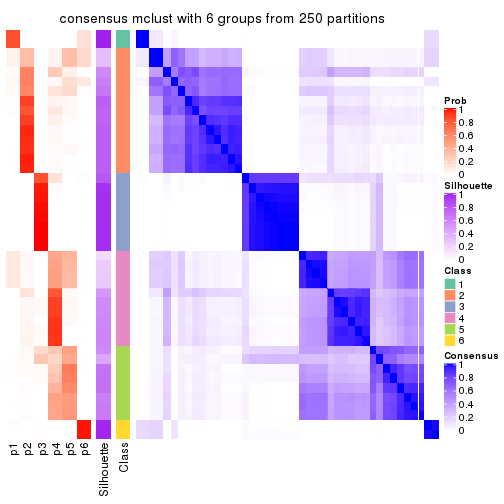 consensus mclust with 6 groups from 250 partitions
Prob
1
0.8
0.6
0.4
0.2
0
Silhouette
1
0.8
0.6
0.4
0.2
0
Class
1
2
3
4
5
6
Consensus
1
0.8
0.6
0.4
0.2
0
p1
p2
p3
p4
p5
p6
Silhouette
Class